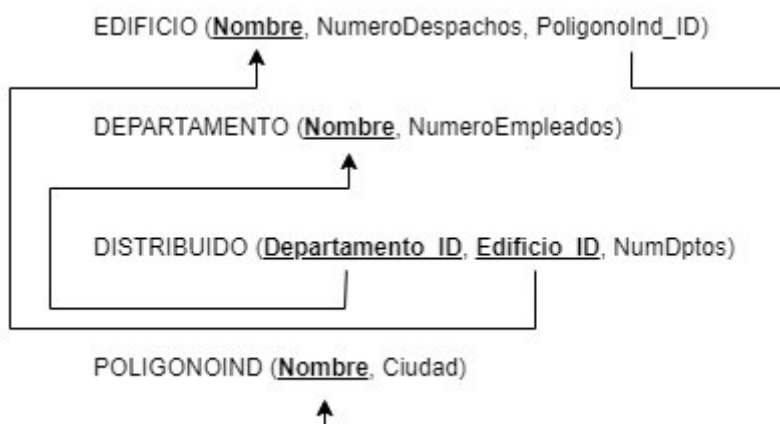 EDIFICIO (Nombre, NumeroDespachos, PoligonoInd_ID)
DEPARTAMENTO (Nombre, NumeroEmpleados)
DISTRIBUIDO (Departamento_ID, Edificio_ID, NumDptos)
POLIGONOIND (Nombre, Ciudad)